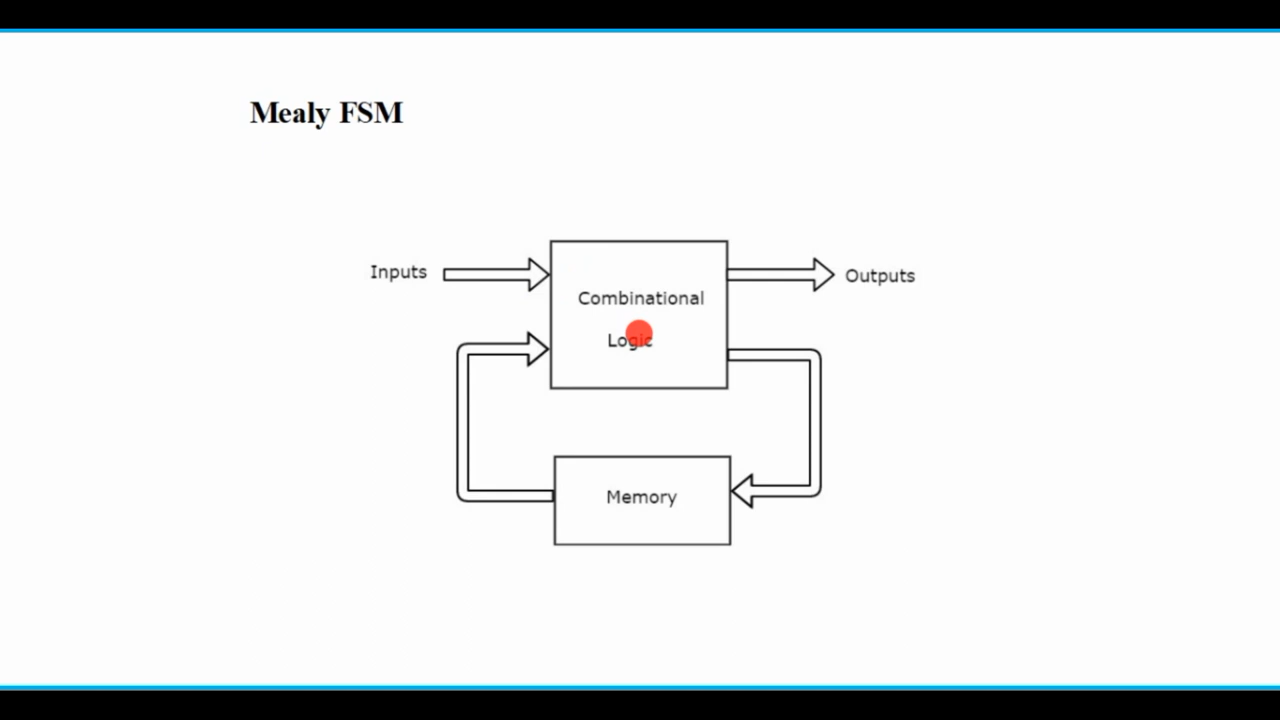 Mealy FSM
Inputs
Combinational
Logic
Outputs
Memory